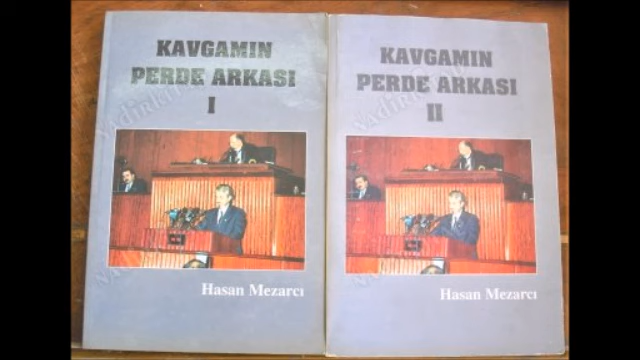 KAVGAMIN
PERDE ARKASI
I
Hasan Mezarcı
KAVGAMIN
PERDE ARKASI
II
Hasan Mezarcı